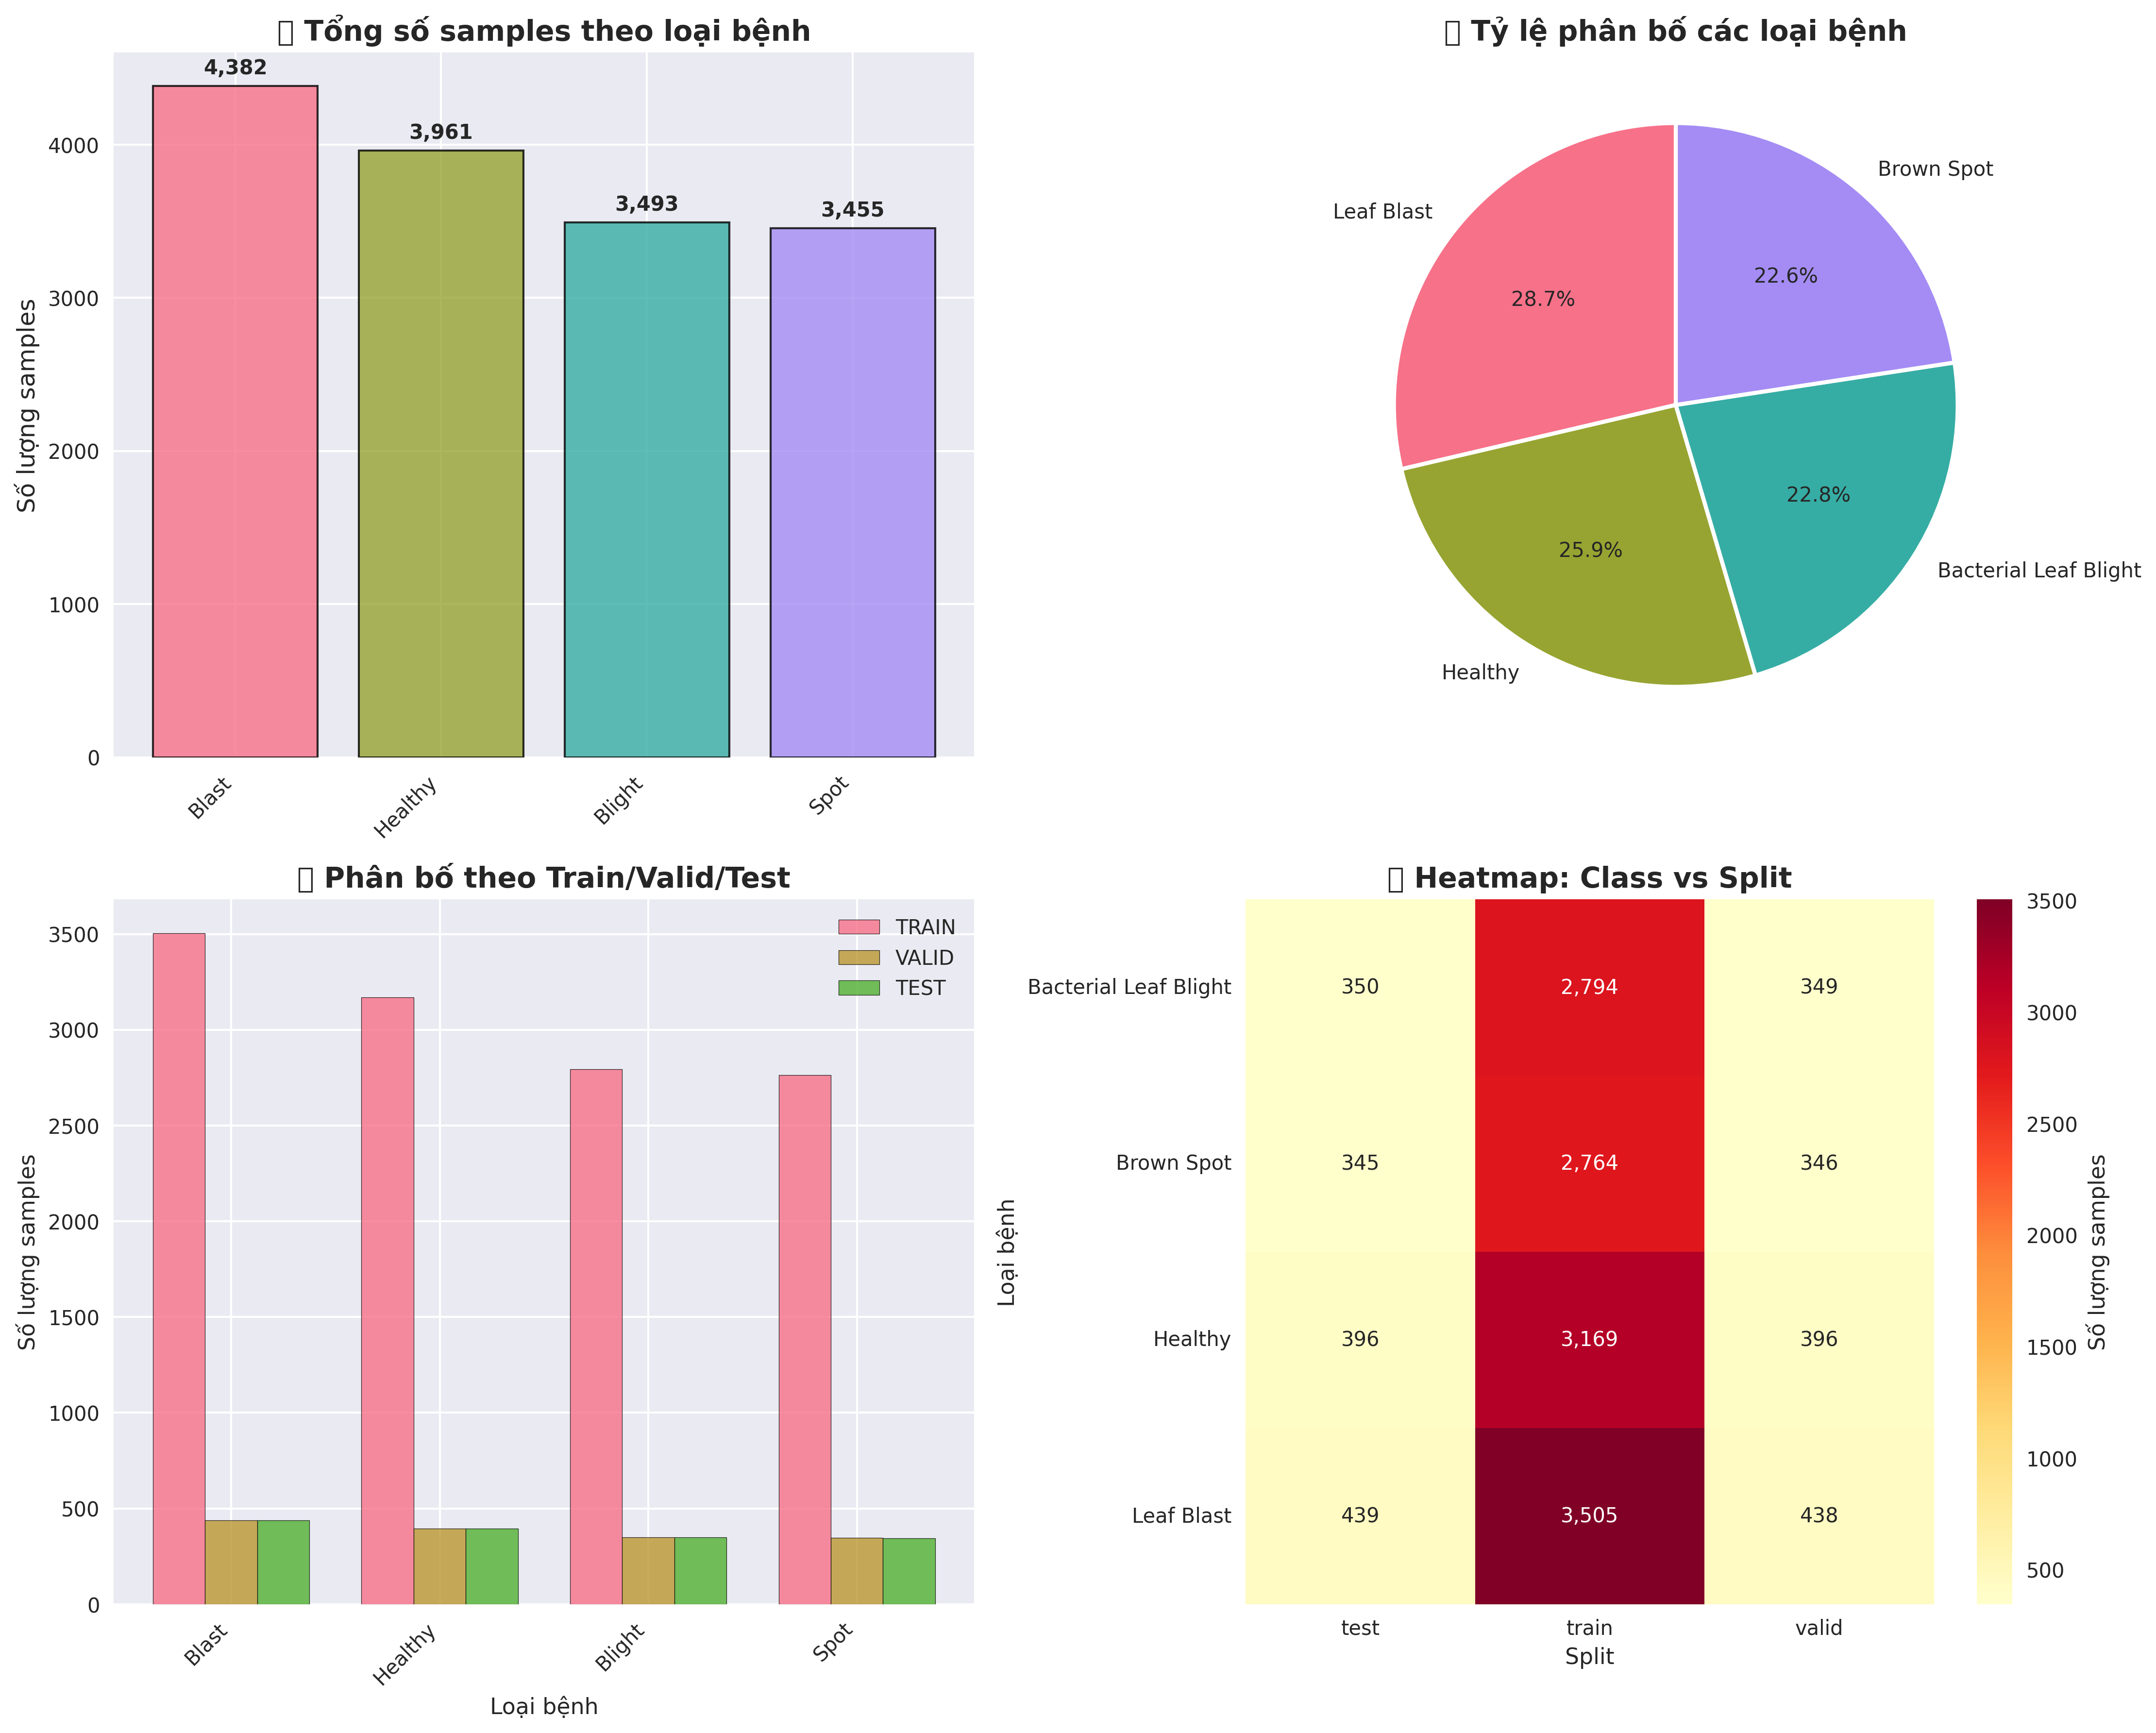 Tổng số samples theo loại bệnh
4,382
3,961
3,493
3,455
4000
3000
2000
1000
0
Số lượng samples
Blast
Healthy
Blight
Spot
Tỷ lệ phân bố các loại bệnh
Brown Spot
Leaf Blast
22.6%
28.7%
22.8%
25.9%
Bacterial Leaf Blight
Healthy
Phân bố theo Train/Valid/Test
TRAIN
VALID
TEST
3500
3000
2500
2000
1500
1000
500
0
Số lượng samples
Blast
Healthy
Blight
Spot
Loại bệnh
Heatmap: Class vs Split
Bacterial Leaf Blight 350 2,794 349
Brown Spot 345 2,764 346
Healthy 396 3,169 396
Leaf Blast 439 3,505 438
Loại bệnh
test train valid
Split
3500
3000
2500
2000
1500
1000
500
Số lượng samples